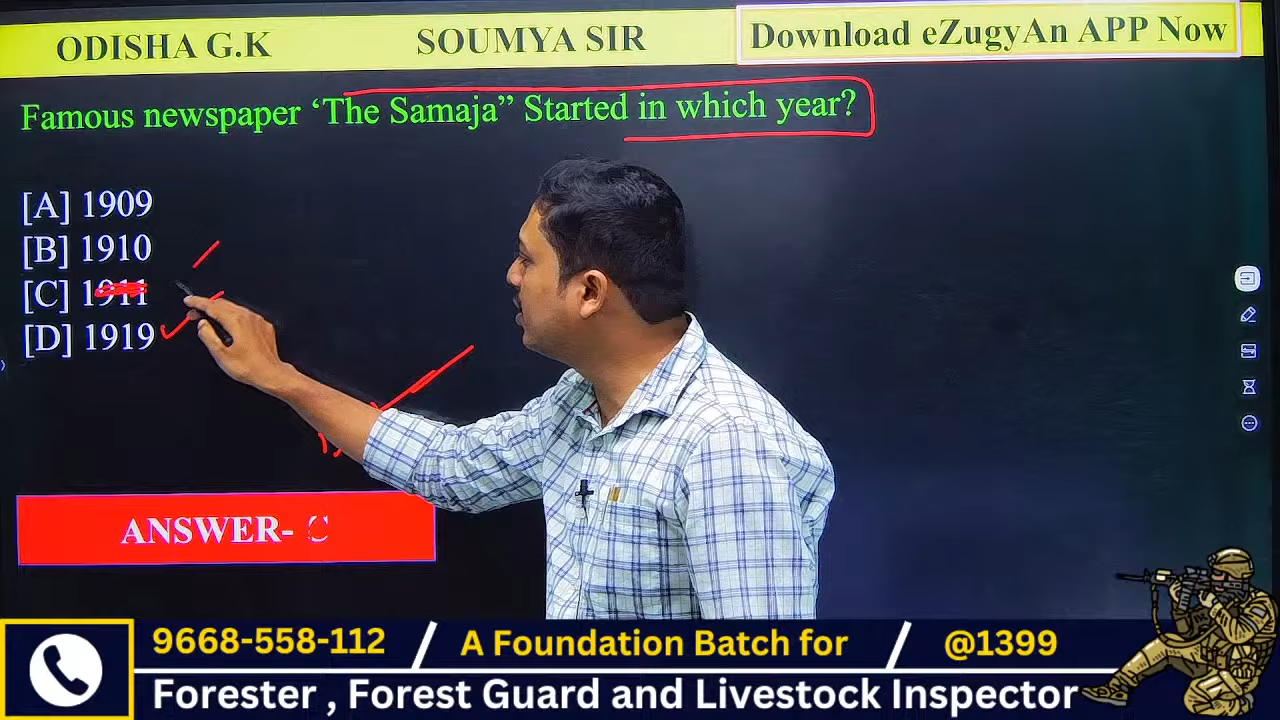 ODISHA G.K SOUMYA SIR Download eZugyAn APP Now
Famous newspaper ‘The Samaja” Started in which year?
[A] 1909
[B] 1910
[C] 1911
[D] 1919
ANSWER- C
9668-558-112 / A Foundation Batch for / @1399
Forester , Forest Guard and Livestock Inspector